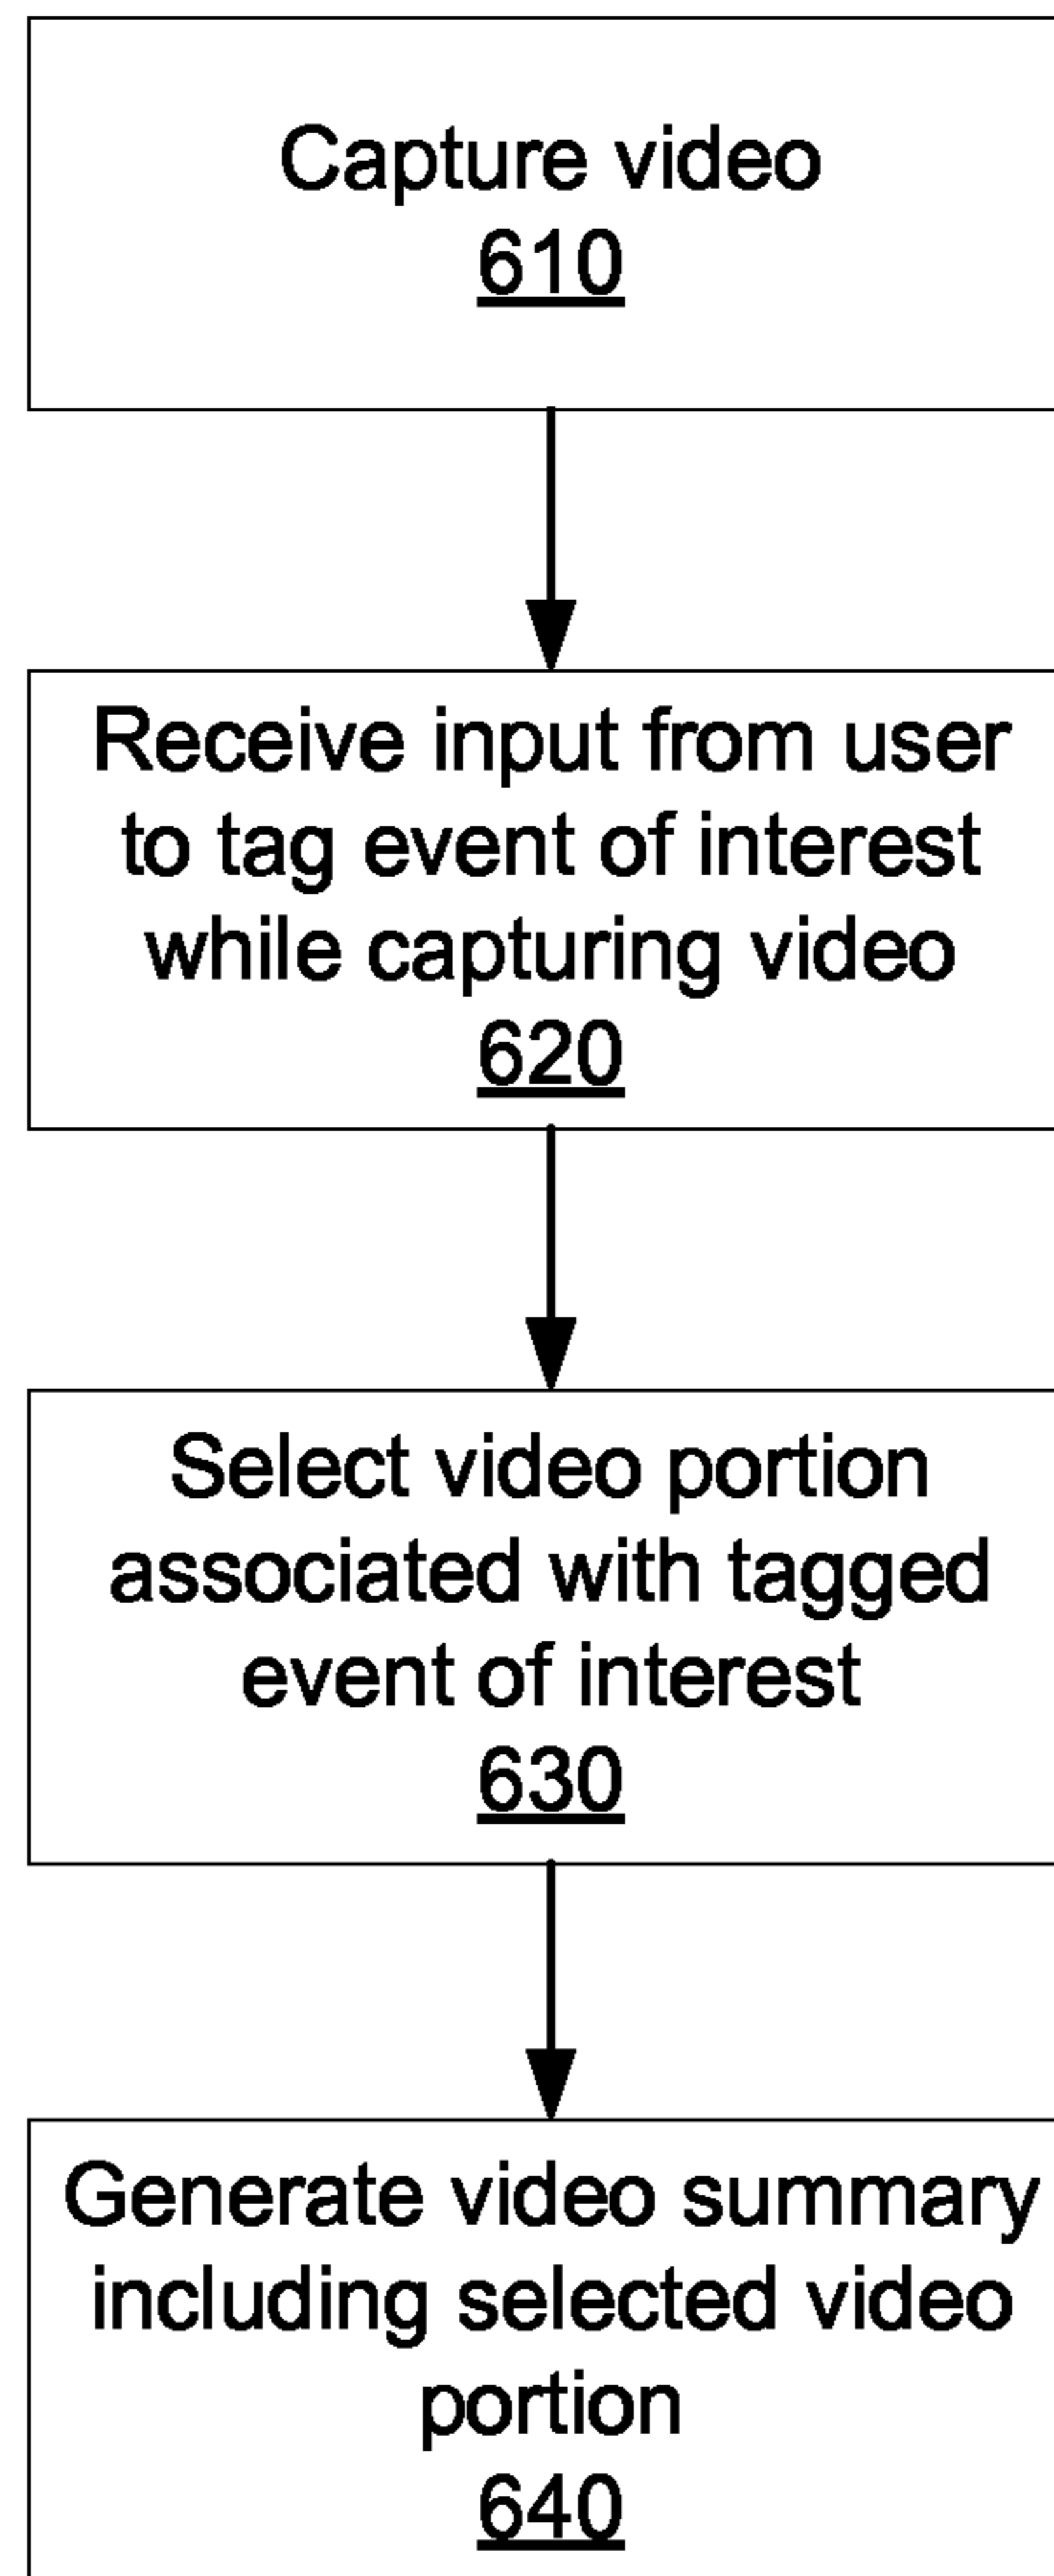 Capture video
610
Receive input from user
to tag event of interest
while capturing video
620
Select video portion
associated with tagged
event of interest
630
Generate video summary
including selected video
portion
640